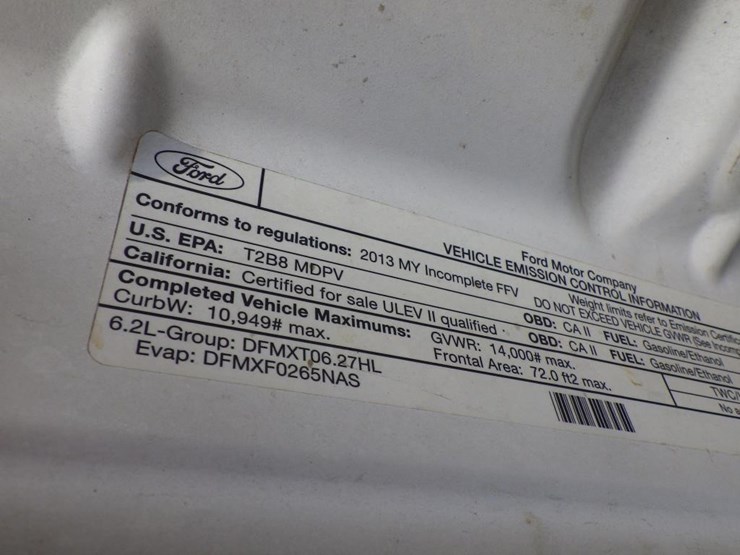 Ford
Ford Motor Company
VEHICLE EMISSION CONTROL INFORMATION
Conforms to regulations: 2013 MY Incomplete FFV
Weight limits refer to Emission
DO NOT EXCEED VEHICLE GVWR (See
U.S. EPA: T2B8 MDPV OBD: CA II FUEL: Gasoline/Ethanol
California: Certified for sale ULEV II qualified OBD: CA II FUEL: Gasoline/Ethanol
Completed Vehicle Maximums: GVWR: 14,000# max.
CurbW: 10,949# max. Frontal Area: 72.0 ft2 max.
6.2L-Group: DFMXT06.27HL
Evap: DFMXF0265NAS
No